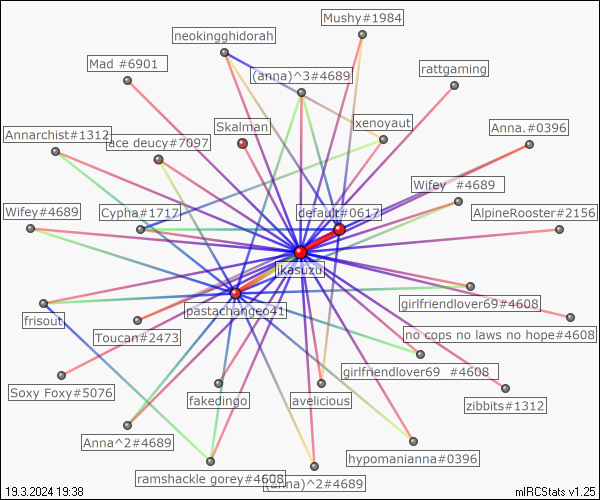 Mushy#1984
neokingghidorah
Mad #6901
(anna)^3#4689
rattgaming
Skalman
xenoyaut
Anna.#0396
Annarchist#1312
ace deucy#7097
Wifey #4689
Wifey#4689
Cypha#1717
default#0617
AlpineRooster#2156
ikasuzu
pastachangeo41
girlfriendlover69#4608
frisout
Toucan#2473
no cops no laws no hope#4608
girlfriendlover69 #4608
Soxy Foxy#5076
fakedingo
avelicious
zibbits#1312
Anna^2#4689
hypomanianna#0396
ramshackle gorey#4608
(anna)^2#4689
19.3.2024 19:38
mIRCStats v1.25